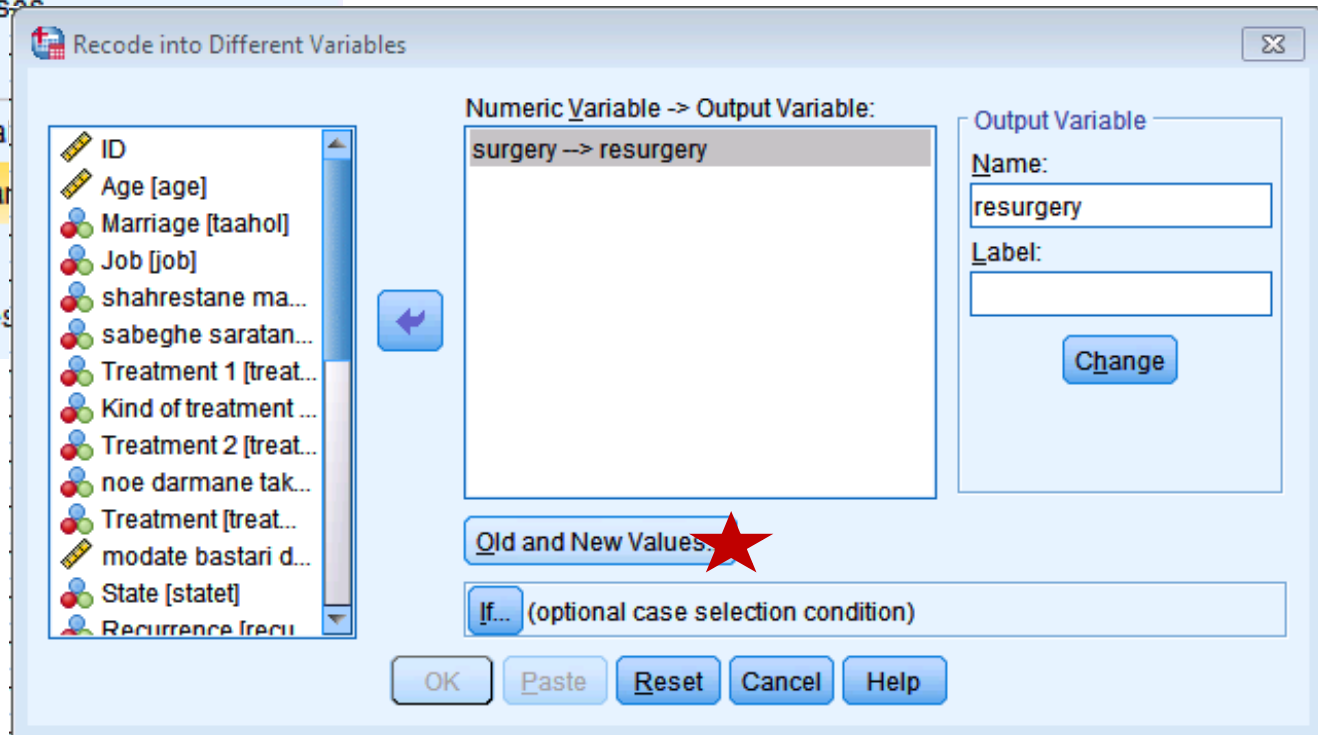 Recode into Different Variables
Numeric Variable -> Output Variable:
ID
Age [age]
Marriage [taahol]
Job [job]
shahrestane ma...
sabeghe saratan...
Treatment 1 [treat...
Kind of treatment ...
Treatment 2 [treat...
noe darmane tak...
Treatment [treat...
modate bastari d...
State [statet]
Recurrence [recu
surgery --> resurgery
Output Variable
Name:
resurgery
Label:
Change
Old and New Values...
If... (optional case selection condition)
OK Paste Reset Cancel Help